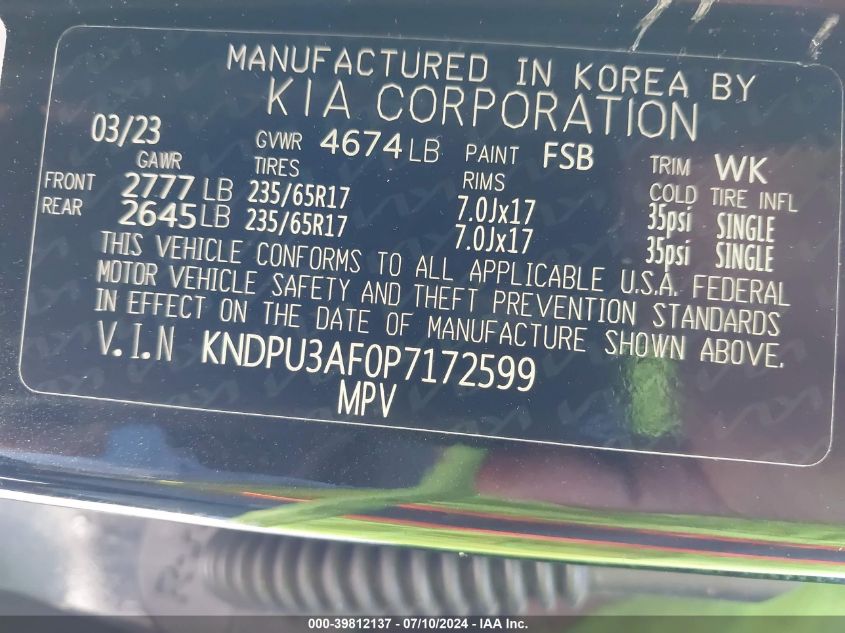 MANUFACTURED IN KOREA BY
KIA CORPORATION
03/23 GVWR 4674 LB PAINT FSB TRIM WK
GAWR TIRES RIMS COLD TIRE INFL
FRONT 2777 LB 235/65R17 7.0Jx17 35psi SINGLE
REAR 2645 LB 235/65R17 7.0Jx17 35psi SINGLE
THIS VEHICLE CONFORMS TO ALL APPLICABLE U.S.A. FEDERAL
MOTOR VEHICLE SAFETY AND THEFT PREVENTION STANDARDS
IN EFFECT ON THE DATE OF MANUFACTURE SHOWN ABOVE.
V.I.N KNDPU3AF0P7172599
MPV
000-39812137 - 07/10/2024 - IAA Inc.